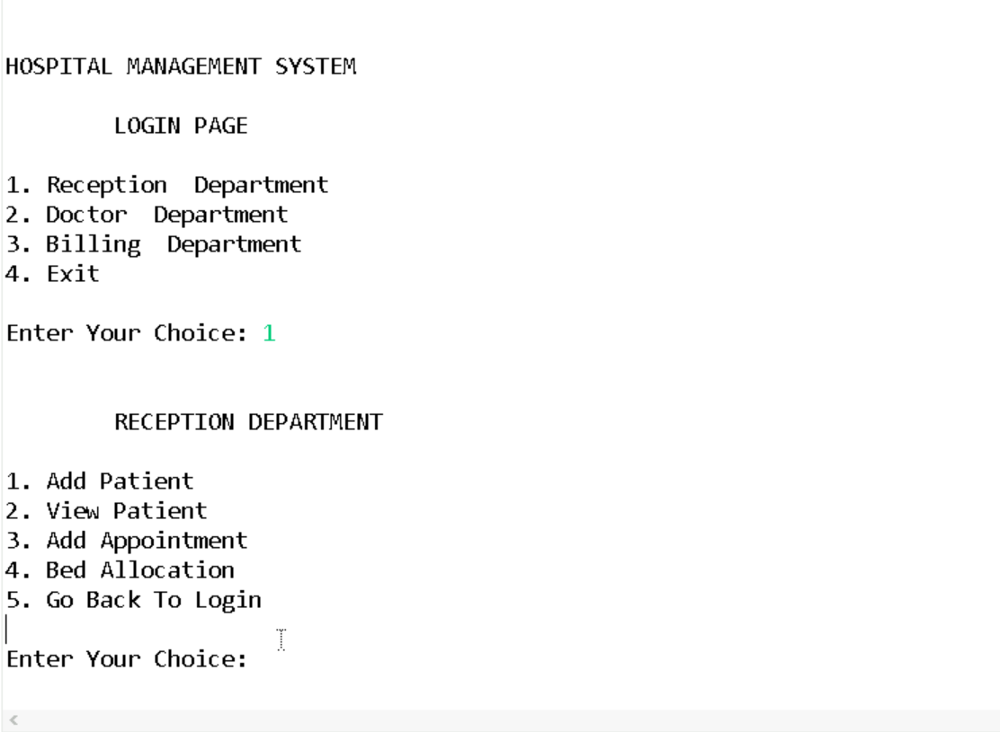 HOSPITAL MANAGEMENT SYSTEM
LOGIN PAGE
1. Reception  Department
2. Doctor  Department
3. Billing  Department
4. Exit
Enter Your Choice: 1
RECEPTION DEPARTMENT
1. Add Patient
2. View Patient
3. Add Appointment
4. Bed Allocation
5. Go Back To Login
Enter Your Choice: